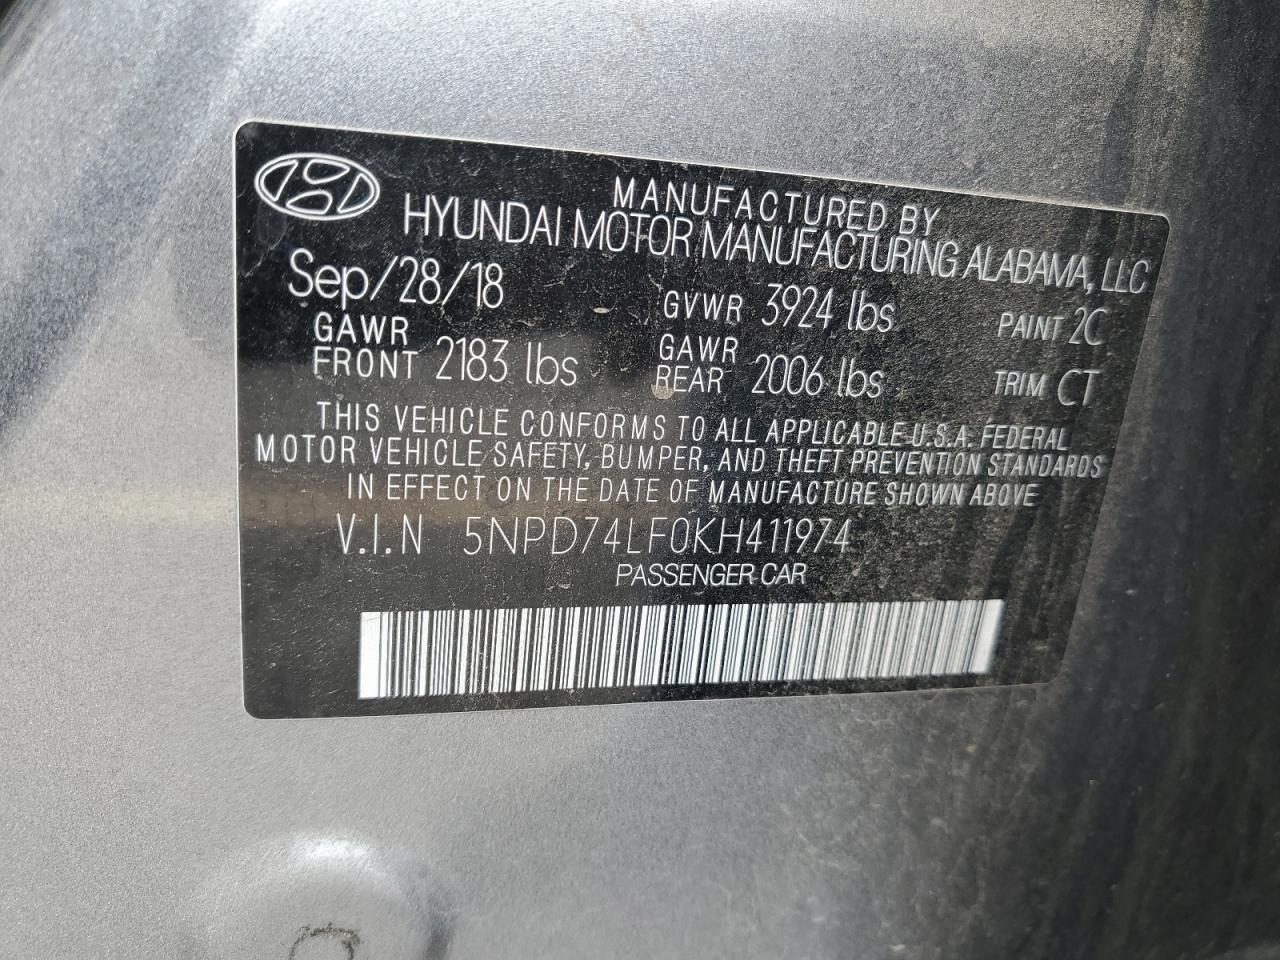 MANUFACTURED BY
HYUNDAI MOTOR MANUFACTURING ALABAMA, LLC
Sep/28/18 GVWR 3924 lbs PAINT 2C
GAWR FRONT 2183 lbs GAWR REAR 2006 lbs TRIM CT
THIS VEHICLE CONFORMS TO ALL APPLICABLE U.S.A. FEDERAL
MOTOR VEHICLE SAFETY, BUMPER, AND THEFT PREVENTION STANDARDS
IN EFFECT ON THE DATE OF MANUFACTURE SHOWN ABOVE
V.I.N 5NPD74LF0KH411974
PASSENGER CAR